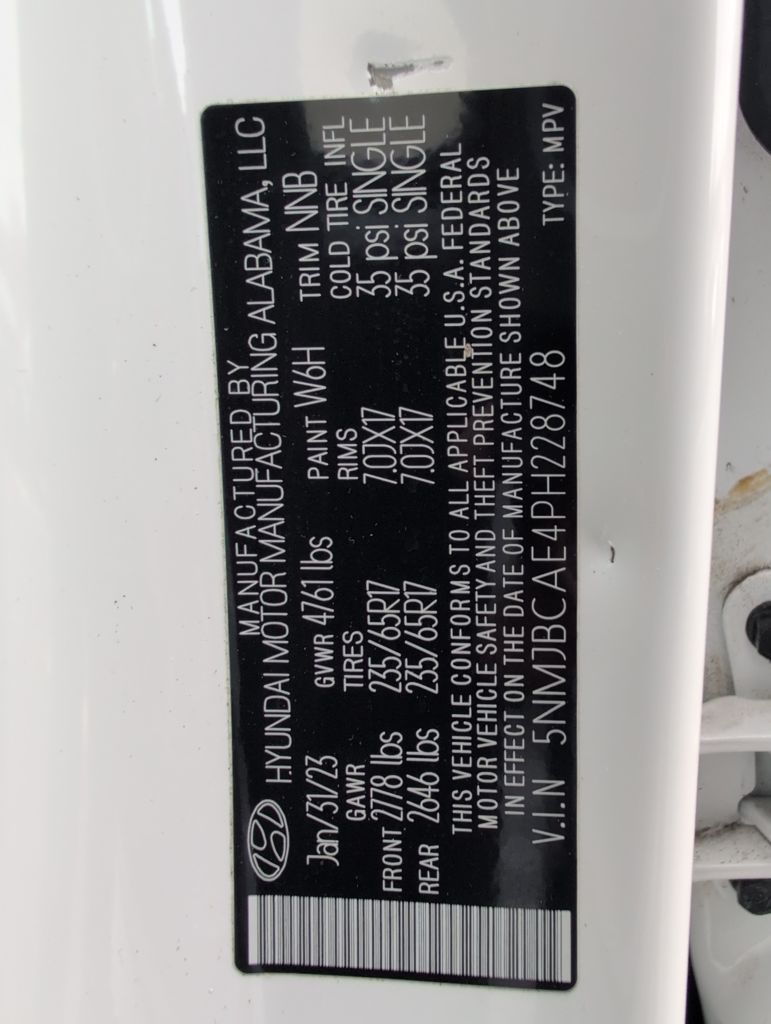 MANUFACTURED BY
HYUNDAI MOTOR MANUFACTURING ALABAMA, LLC
Jan/31/23 GVWR 4761 lbs PAINT W6H TRIM NNB
GAWR TIRES RIMS COLD TIRE INFL
FRONT 2778 lbs 235/65R17 7.0JX17 35 psi SINGLE
REAR 2646 lbs 235/65R17 7.0JX17 35 psi SINGLE
THIS VEHICLE CONFORMS TO ALL APPLICABLE U.S.A. FEDERAL
MOTOR VEHICLE SAFETY AND THEFT PREVENTION STANDARDS
IN EFFECT ON THE DATE OF MANUFACTURE SHOWN ABOVE
V.I.N 5NMJBCAE4PH228748 TYPE: MPV